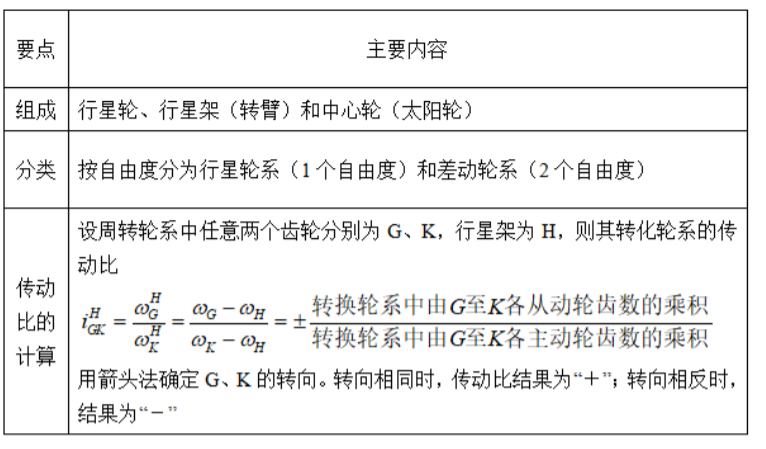 要点 主要内容
组成 行星轮、行星架（转臂）和中心轮（太阳轮）
分类 按自由度分为行星轮系（1 个自由度）和差动轮系（2 个自由度）
传动比的计算
设周转轮系中任意两个齿轮分别为 G、K，行星架为 H，则其转化轮系的传
动比
i_{GK}^{H} = \frac{ω_G^H}{ω_K^H} = \frac{ω_G − ω_H}{ω_K − ω_H} = ± \frac{转换轮系中由G至K各从动轮齿数的乘积}{转换轮系中由G至K各主动轮齿数的乘积}
用箭头法确定 G、K 的转向。转向相同时，传动比结果为“＋”；转向相反时，
结果为“－”